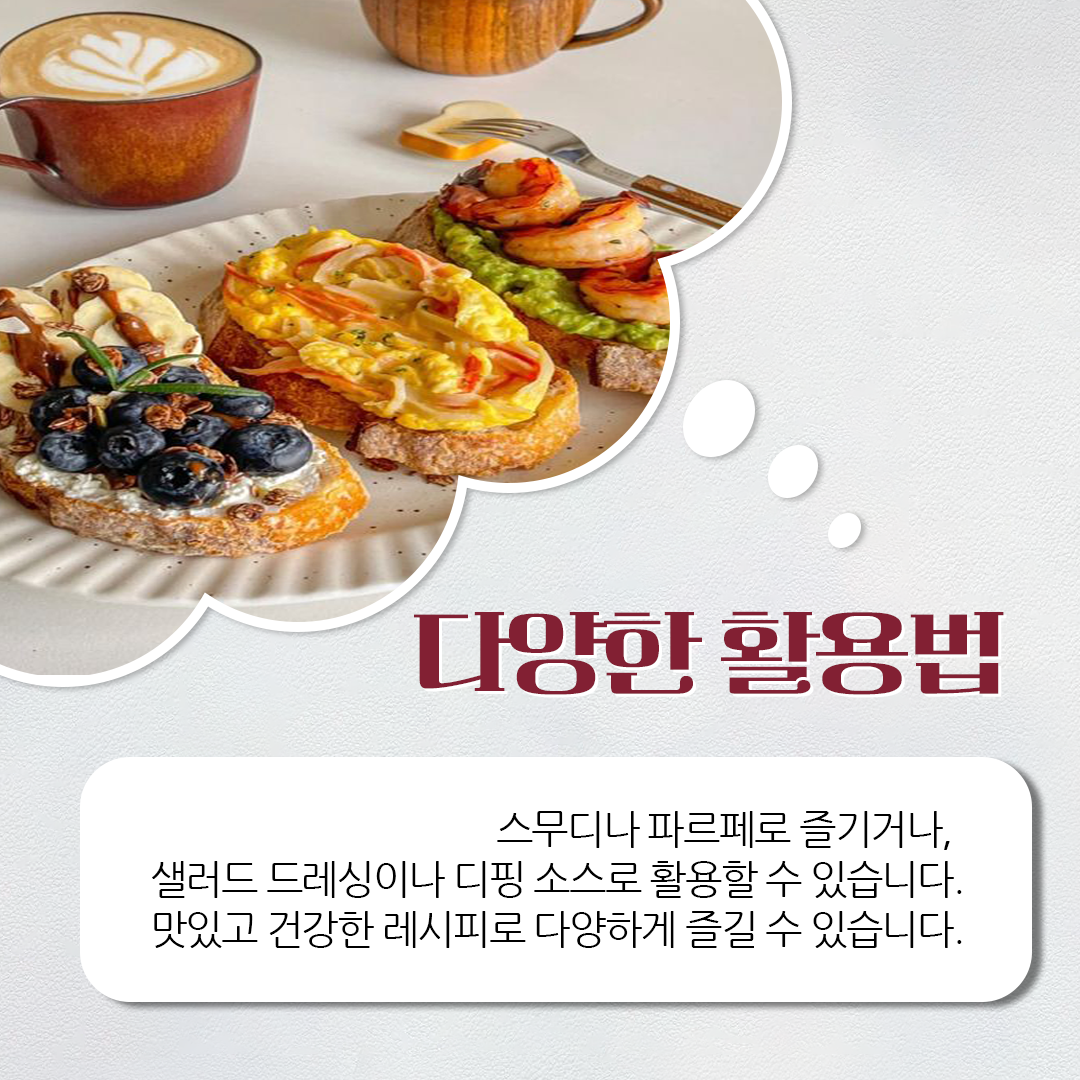 다양한 활용법
스무디나 파르페로 즐기거나,
샐러드 드레싱이나 디핑 소스로 활용할 수 있습니다.
맛있고 건강한 레시피로 다양하게 즐길 수 있습니다.